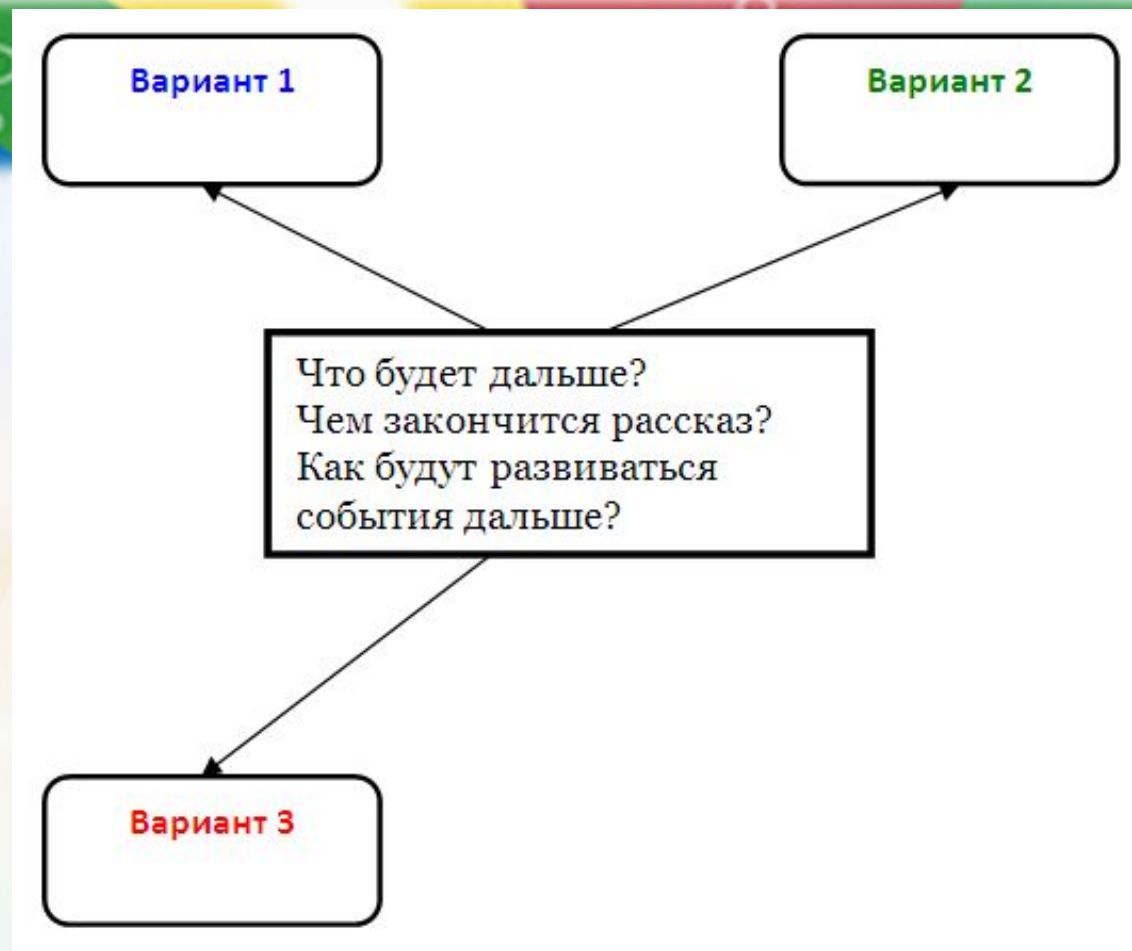 Вариант 1
Вариант 2
Что будет дальше?
Чем закончится рассказ?
Как будут развиваться
события дальше?
Вариант 3